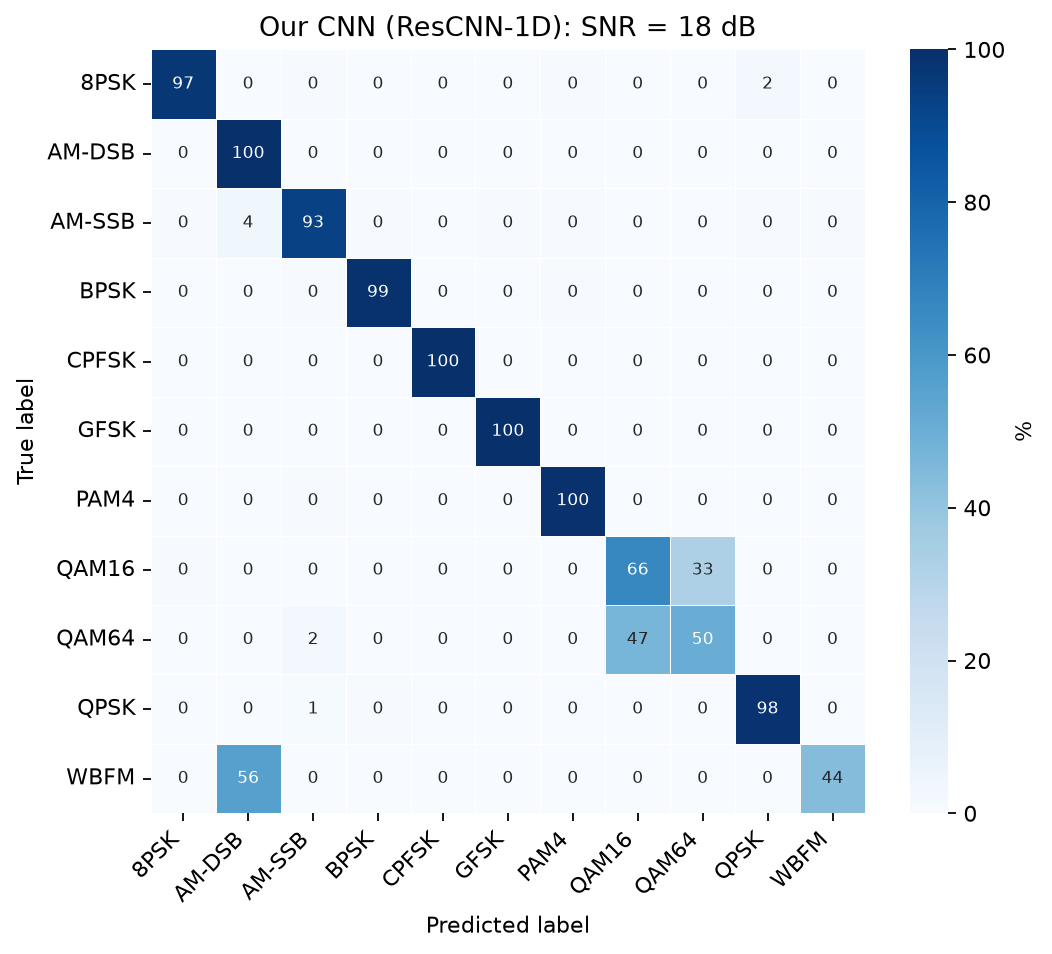 Our CNN (ResCNN-1D): SNR = 18 dB
8PSK 97 0 0 0 0 0 0 0 0 2 0
AM-DSB 0 100 0 0 0 0 0 0 0 0 0
AM-SSB 0 4 93 0 0 0 0 0 0 0 0
BPSK 0 0 0 99 0 0 0 0 0 0 0
CPFSK 0 0 0 0 100 0 0 0 0 0 0
GFSK 0 0 0 0 0 100 0 0 0 0 0
PAM4 0 0 0 0 0 0 100 0 0 0 0
QAM16 0 0 0 0 0 0 0 66 33 0 0
QAM64 0 0 2 0 0 0 0 47 50 0 0
QPSK 0 0 1 0 0 0 0 0 0 98 0
WBFM 0 56 0 0 0 0 0 0 0 0 44
8PSK AM-DSB AM-SSB BPSK CPFSK GFSK PAM4 QAM16 QAM64 QPSK WBFM
Predicted label
True label
100
80
60
40
20
0
%